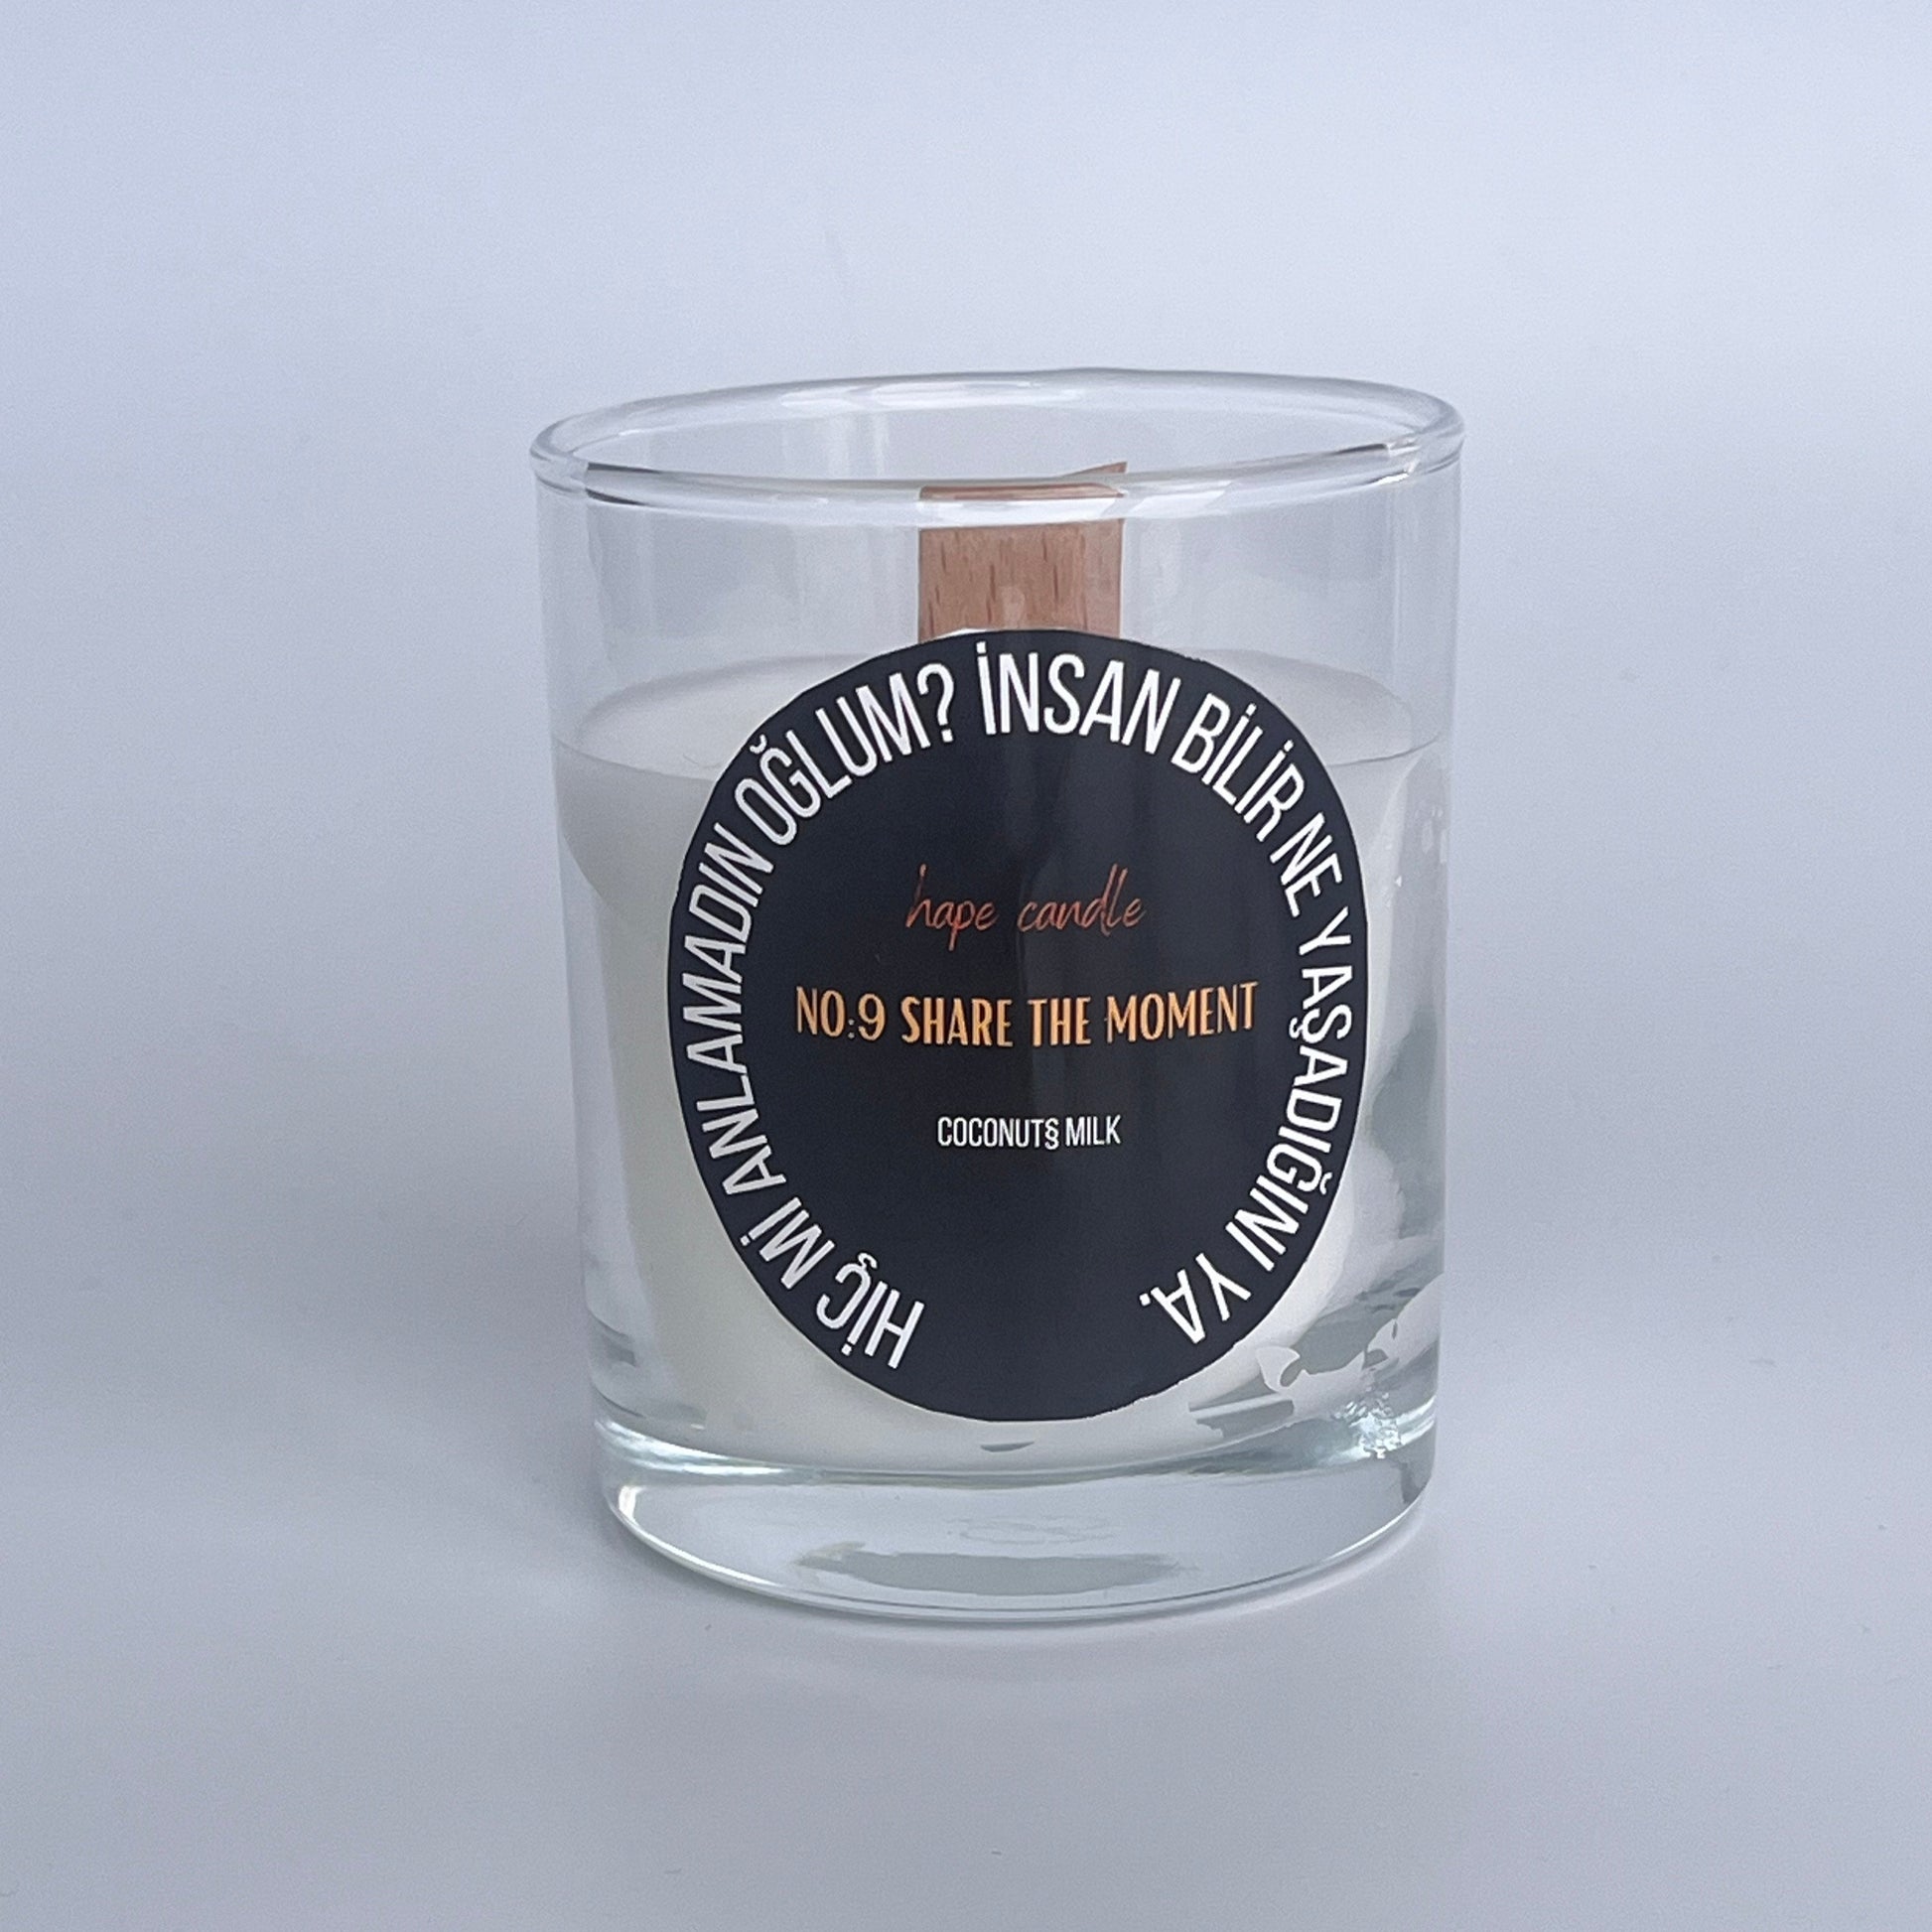 HİÇ Mİ ANLAMADIN OĞLUM? İNSAN BİLİR NE YAŞADIĞINI YA.
hape candle
NO:9 SHARE THE MOMENT
COCONUT§ MILK